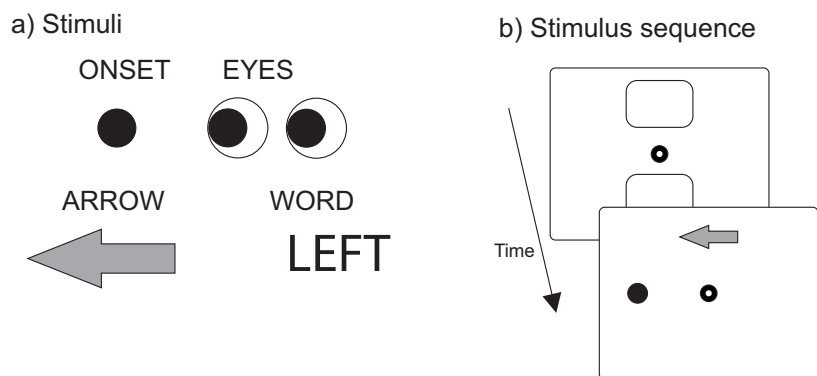 a) Stimuli
ONSET EYES
ARROW WORD
LEFT
b) Stimulus sequence
Time